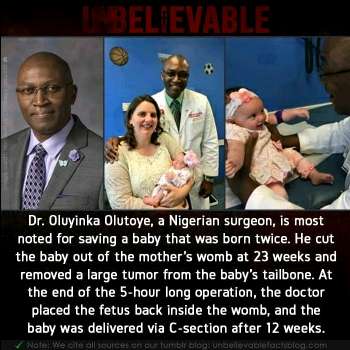 UNBELIEVABLE
Dr. Oluyinka Olutoye, a Nigerian surgeon, is most
noted for saving a baby that was born twice. He cut
the baby out of the mother's womb at 23 weeks and
removed a large tumor from the baby's tailbone. At
the end of the 5-hour long operation, the doctor
placed the fetus back inside the womb, and the
baby was delivered via C-section after 12 weeks.
✓ Note: We cite all sources on our tumblr blog: unbelievablefactsblog.com